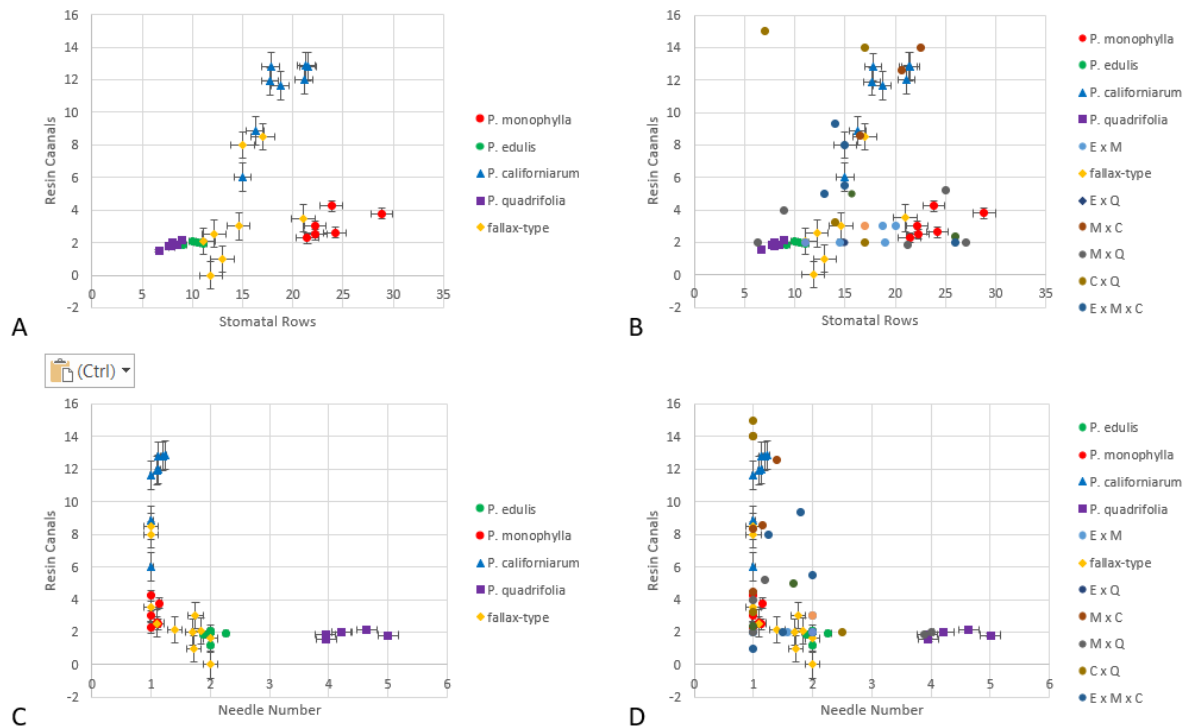 16
14
12
10
8
6
4
2
0
-2
0 5 10 15 20 25 30 35
Resin Caanals
Stomatal Rows
P. monophylla
P. edulis
P. californiarum
P. quadrifolia
fallax-type
A
16
14
12
10
8
6
4
2
0
-2
0 5 10 15 20 25 30 35
Resin Canals
Stomatal Rows
P. monophylla
P. edulis
P. californiarum
P. quadrifolia
E x M
fallax-type
E x Q
M x C
M x Q
C x Q
E x M x C
B
(Ctrl)
16
14
12
10
8
6
4
2
0
-2
0 1 2 3 4 5 6
Resin Canals
Needle Number
P. edulis
P. monophylla
P. californiarum
P. quadrifolia
fallax-type
C
16
14
12
10
8
6
4
2
0
-2
0 1 2 3 4 5 6
Resin Canals
Needle Number
P. edulis
P. monophylla
P. californiarum
P. quadrifolia
E x M
fallax-type
E x Q
M x C
M x Q
C x Q
E x M x C
D